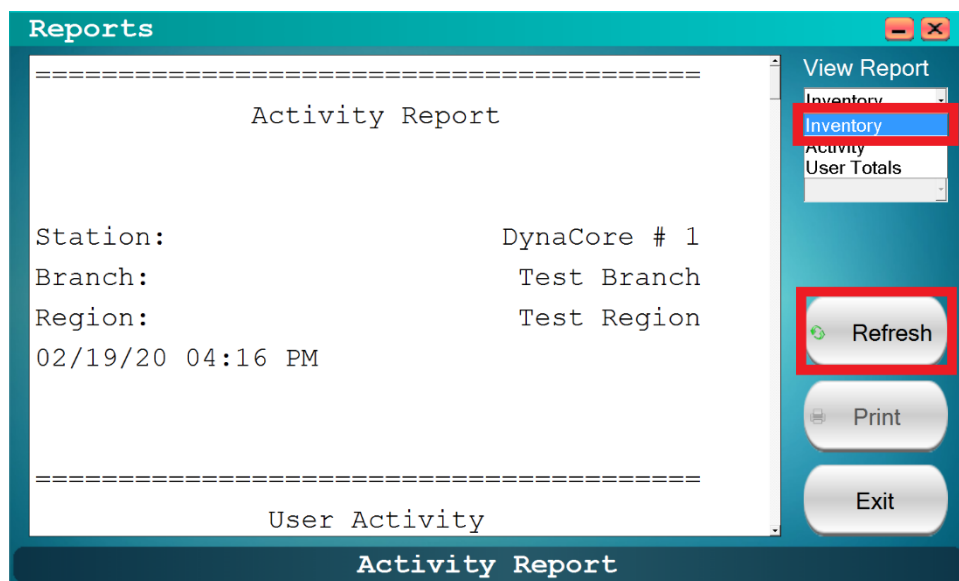 Reports
========================================
Activity Report
Station: DynaCore # 1
Branch: Test Branch
Region: Test Region
02/19/20 04:16 PM
========================================
User Activity
View Report
Inventory
Inventory
Activity
User Totals
Refresh
Print
Exit
Activity Report